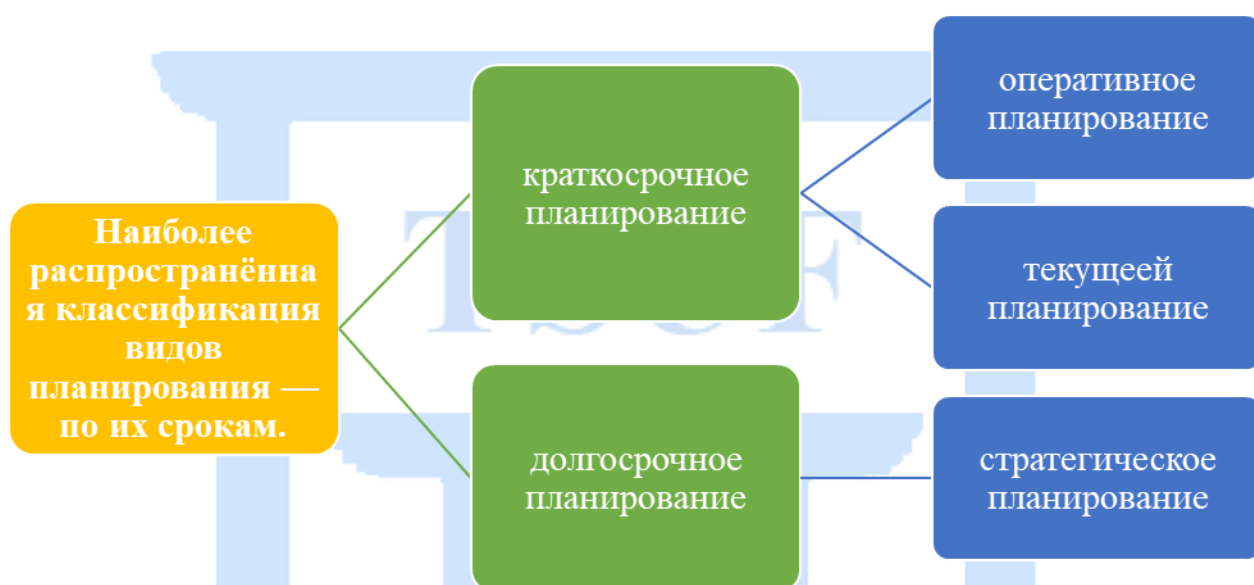 Наиболее
распространённа
я классификация
видов
планирования —
по их срокам.
краткосрочное
планирование
долгосрочное
планирование
оперативное
планирование
текущеей
планирование
стратегическое
планирование